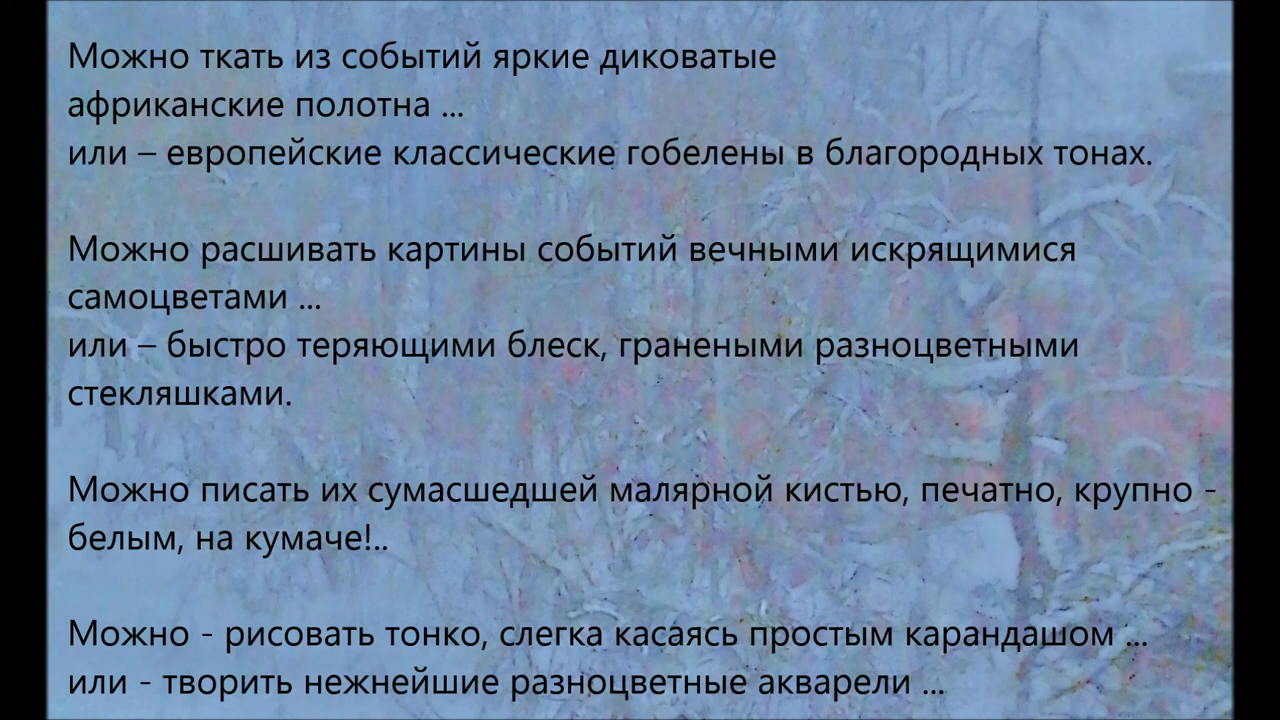 Можно ткать из событий яркие диковатые
африканские полотна ...
или – европейские классические гобелены в благородных тонах.
Можно расшивать картины событий вечными искрящимися
самоцветами ...
или – быстро теряющими блеск, гранеными разноцветными
стекляшками.
Можно писать их сумасшедшей малярной кистью, печатно, крупно -
белым, на кумаче!..
Можно - рисовать тонко, слегка касаясь простым карандашом ...
или - творить нежнейшие разноцветные акварели ...